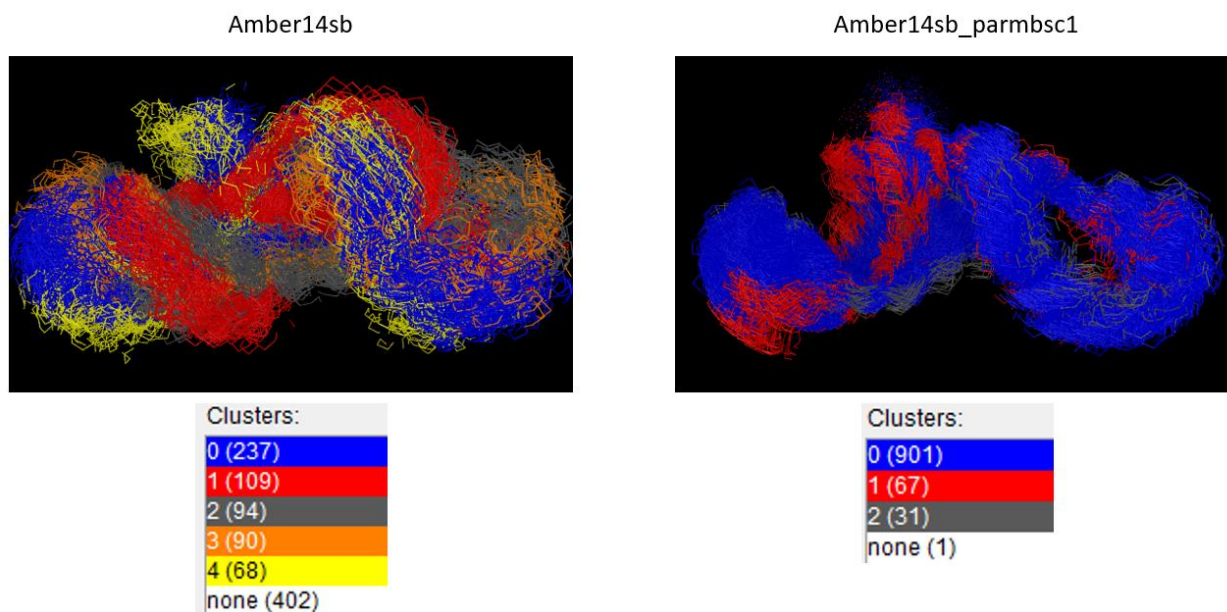 Amber14sb
Amber14sb_parmbsc1
Clusters:
0 (237)
1 (109)
2 (94)
3 (90)
4 (68)
none (402)
Clusters:
0 (901)
1 (67)
2 (31)
none (1)